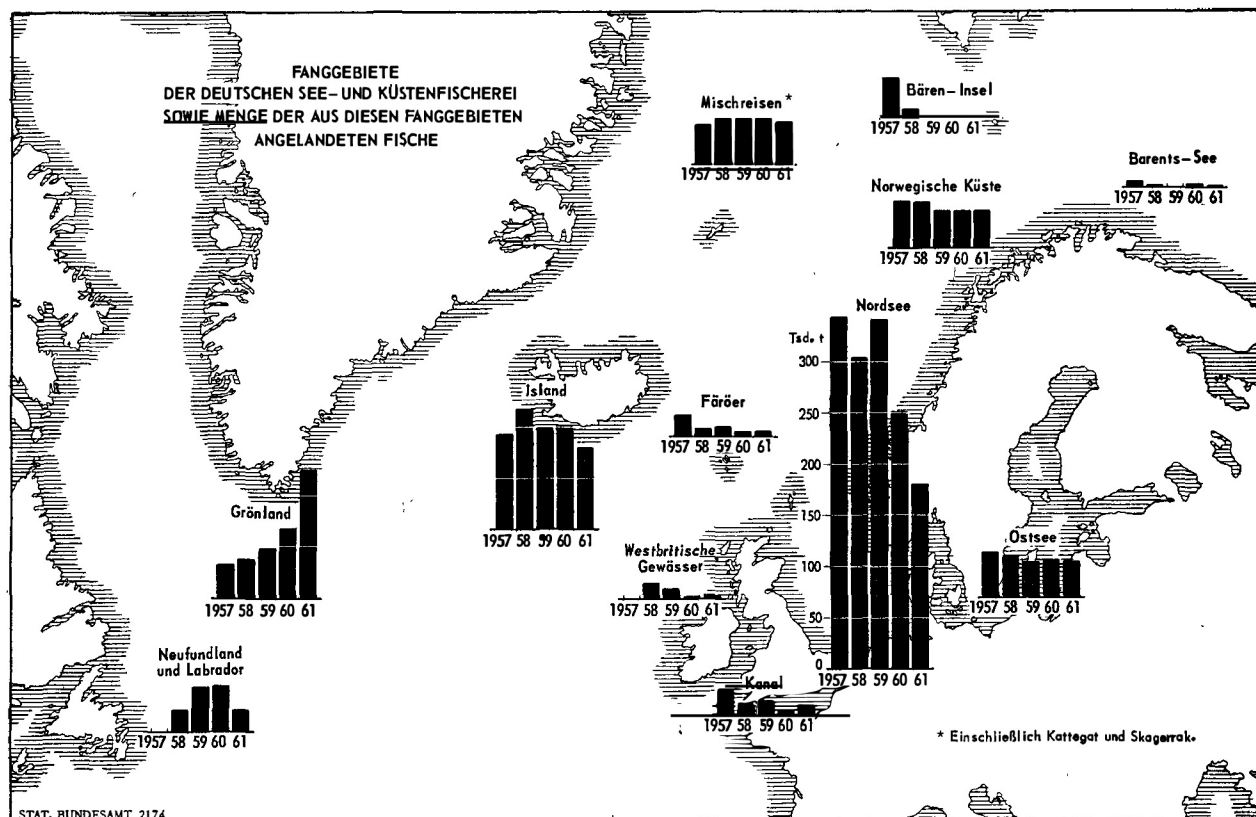 FANGGEBIETE
DER DEUTSCHEN SEE- UND KÜSTENFISCHEREI
SOWIE MENGE DER AUS DIESEN FANGGEBIETEN
ANGELANDETEN FISCHE
Mischreisen *
1957 58 59 60 61
Bären-Insel
1957 58 59 60 61
Barents-See
1957 58 59 60 61
Norwegische Küste
1957 58 59 60 61
Nordsee
Tsd. t
300
250
200
150
100
50
0
1957 58 59 60 61
Island
1957 58 59 60 61
Färöer
1957 58 59 60 61
Grönland
1957 58 59 60 61
Westbritische
Gewässer
1957 58 59 60 61
Ostsee
1957 58 59 60 61
Neufundland
und Labrador
1957 58 59 60 61
Kanal
1957 58 59 60 61
* Einschließlich Kattegat und Skagerrak.
STAT. BUNDESAMT 2174